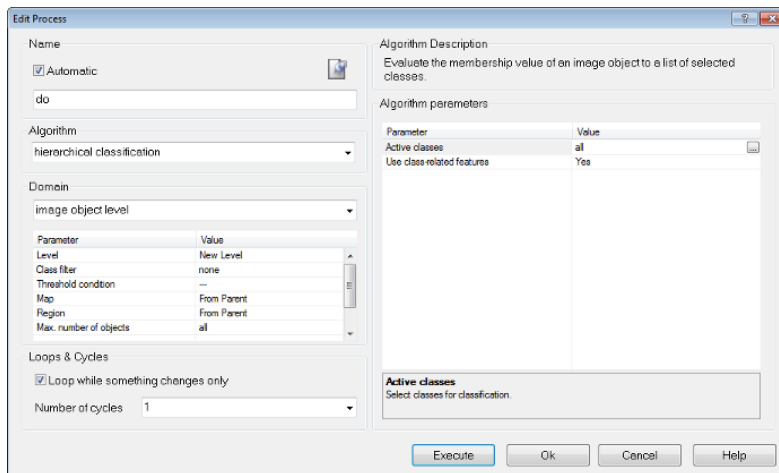 Edit Process
Name
Automatic
do
Algorithm
hierarchical classification
Domain
image object level
Parameter Value
Level New Level
Class filter none
Threshold condition ---
Map From Parent
Region From Parent
Max. number of objects all
Loops & Cycles
Loop while something changes only
Number of cycles 1
Algorithm Description
Evaluate the membership value of an image object to a list of selected
classes.
Algorithm parameters
Parameter Value
Active classes all ...
Use class-related features Yes
Active classes
Select classes for classification.
Execute Ok Cancel Help